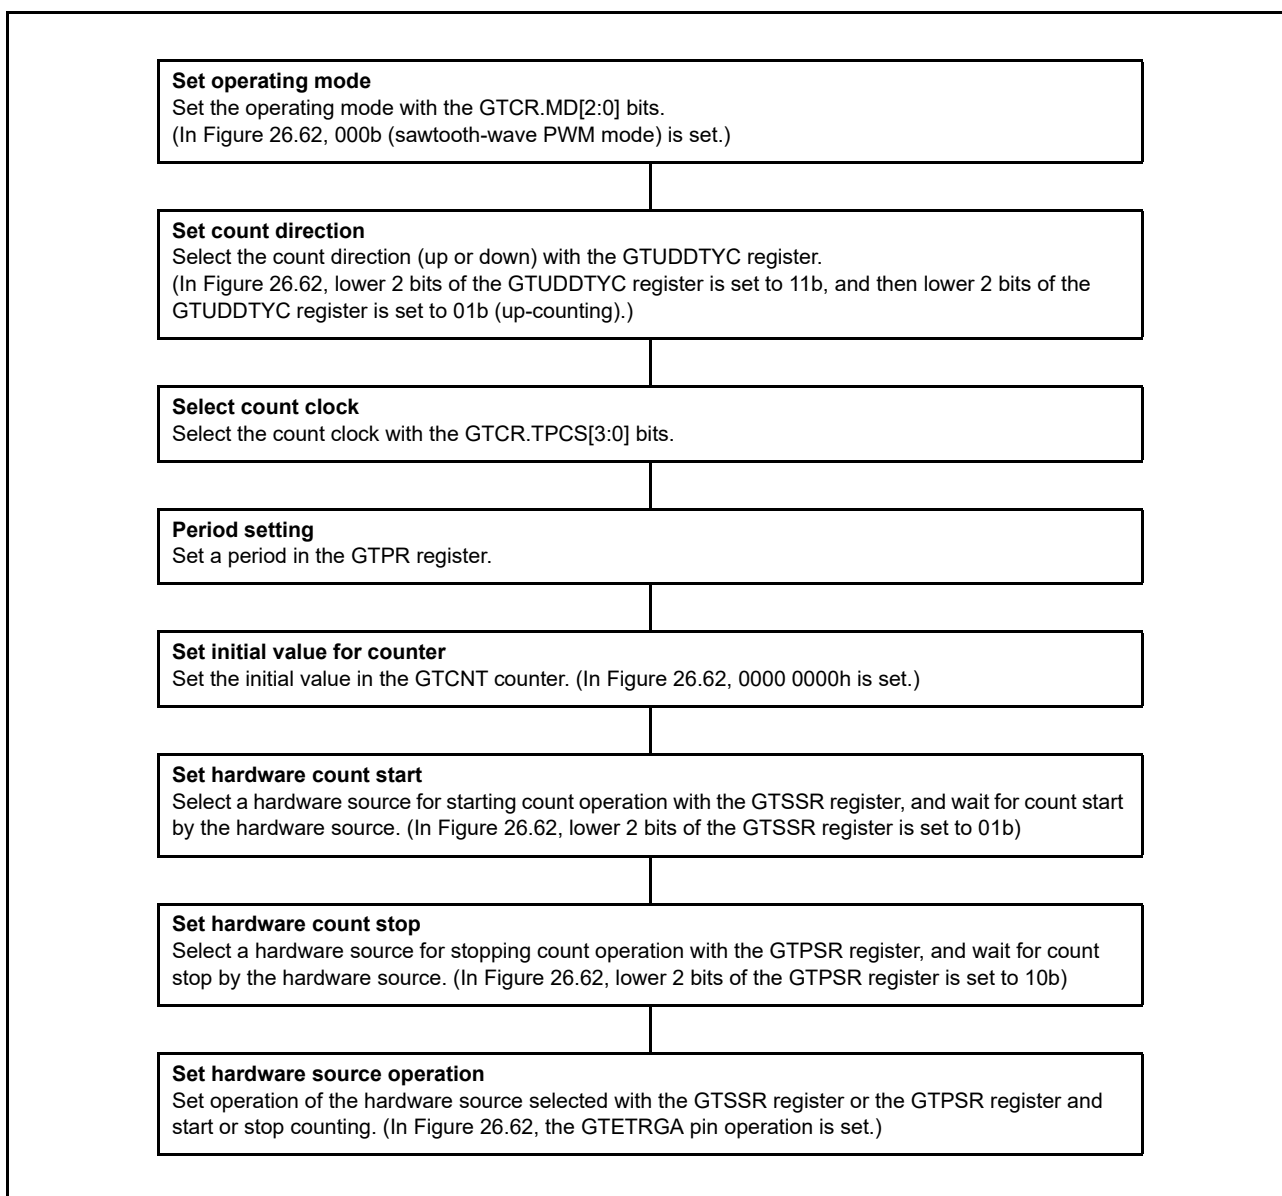 Set operating mode
Set the operating mode with the GTCR.MD[2:0] bits.
(In Figure 26.62, 000b (sawtooth-wave PWM mode) is set.)
Set count direction
Select the count direction (up or down) with the GTUDDTYC register.
(In Figure 26.62, lower 2 bits of the GTUDDTYC register is set to 11b, and then lower 2 bits of the
GTUDDTYC register is set to 01b (up-counting).)
Select count clock
Select the count clock with the GTCR.TPCS[3:0] bits.
Period setting
Set a period in the GTPR register.
Set initial value for counter
Set the initial value in the GTCNT counter. (In Figure 26.62, 0000 0000h is set.)
Set hardware count start
Select a hardware source for starting count operation with the GTSSR register, and wait for count start
by the hardware source. (In Figure 26.62, lower 2 bits of the GTSSR register is set to 01b)
Set hardware count stop
Select a hardware source for stopping count operation with the GTPSR register, and wait for count
stop by the hardware source. (In Figure 26.62, lower 2 bits of the GTPSR register is set to 10b)
Set hardware source operation
Set operation of the hardware source selected with the GTSSR register or the GTPSR register and
start or stop counting. (In Figure 26.62, the GTETRGA pin operation is set.)